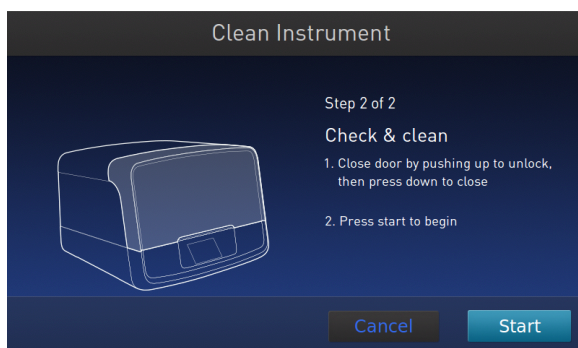 Clean Instrument
Step 2 of 2
Check & clean
1. Close door by pushing up to unlock,
then press down to close
2. Press start to begin
Cancel
Start